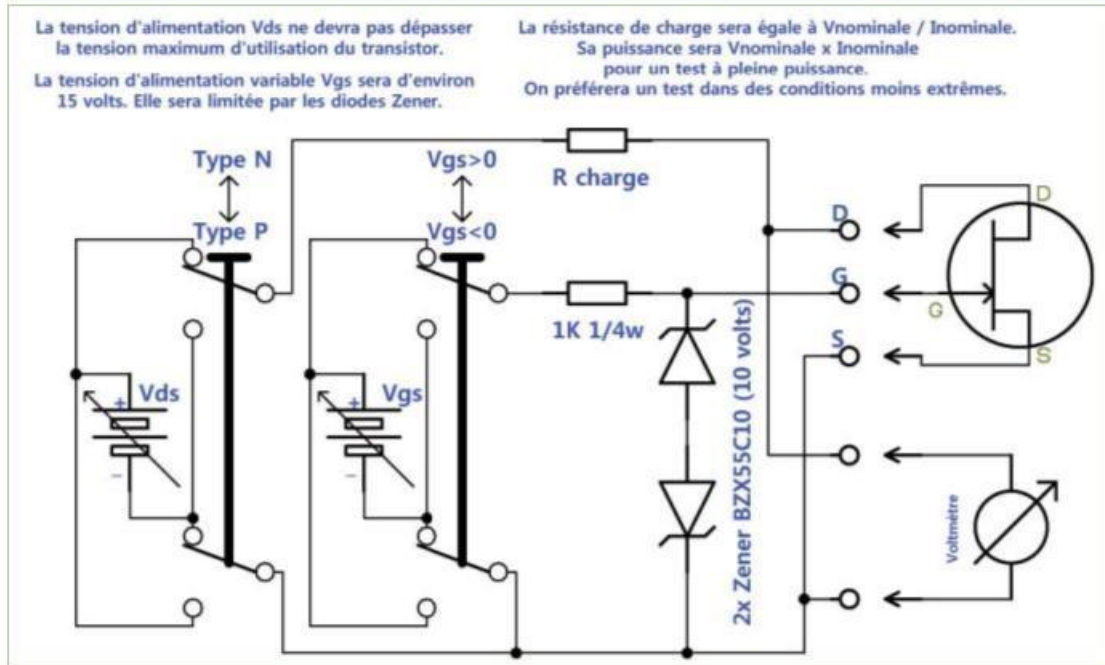 La tension d'alimentation Vds ne devra pas dépasser
la tension maximum d'utilisation du transistor.
La tension d'alimentation variable Vgs sera d'environ
15 volts. Elle sera limitée par les diodes Zener.
La résistance de charge sera égale à Vnominale / Inominale.
Sa puissance sera Vnominale x Inominale
pour un test à pleine puissance.
On préférera un test dans des conditions moins extrêmes.
Type N
Type P
Vgs>0
Vgs<0
R charge
1K 1/4w
+ Vds
-
+ Vgs
-
2x Zener BZX55C10 (10 volts)
D
G
S
D
G
S
Voltmètre